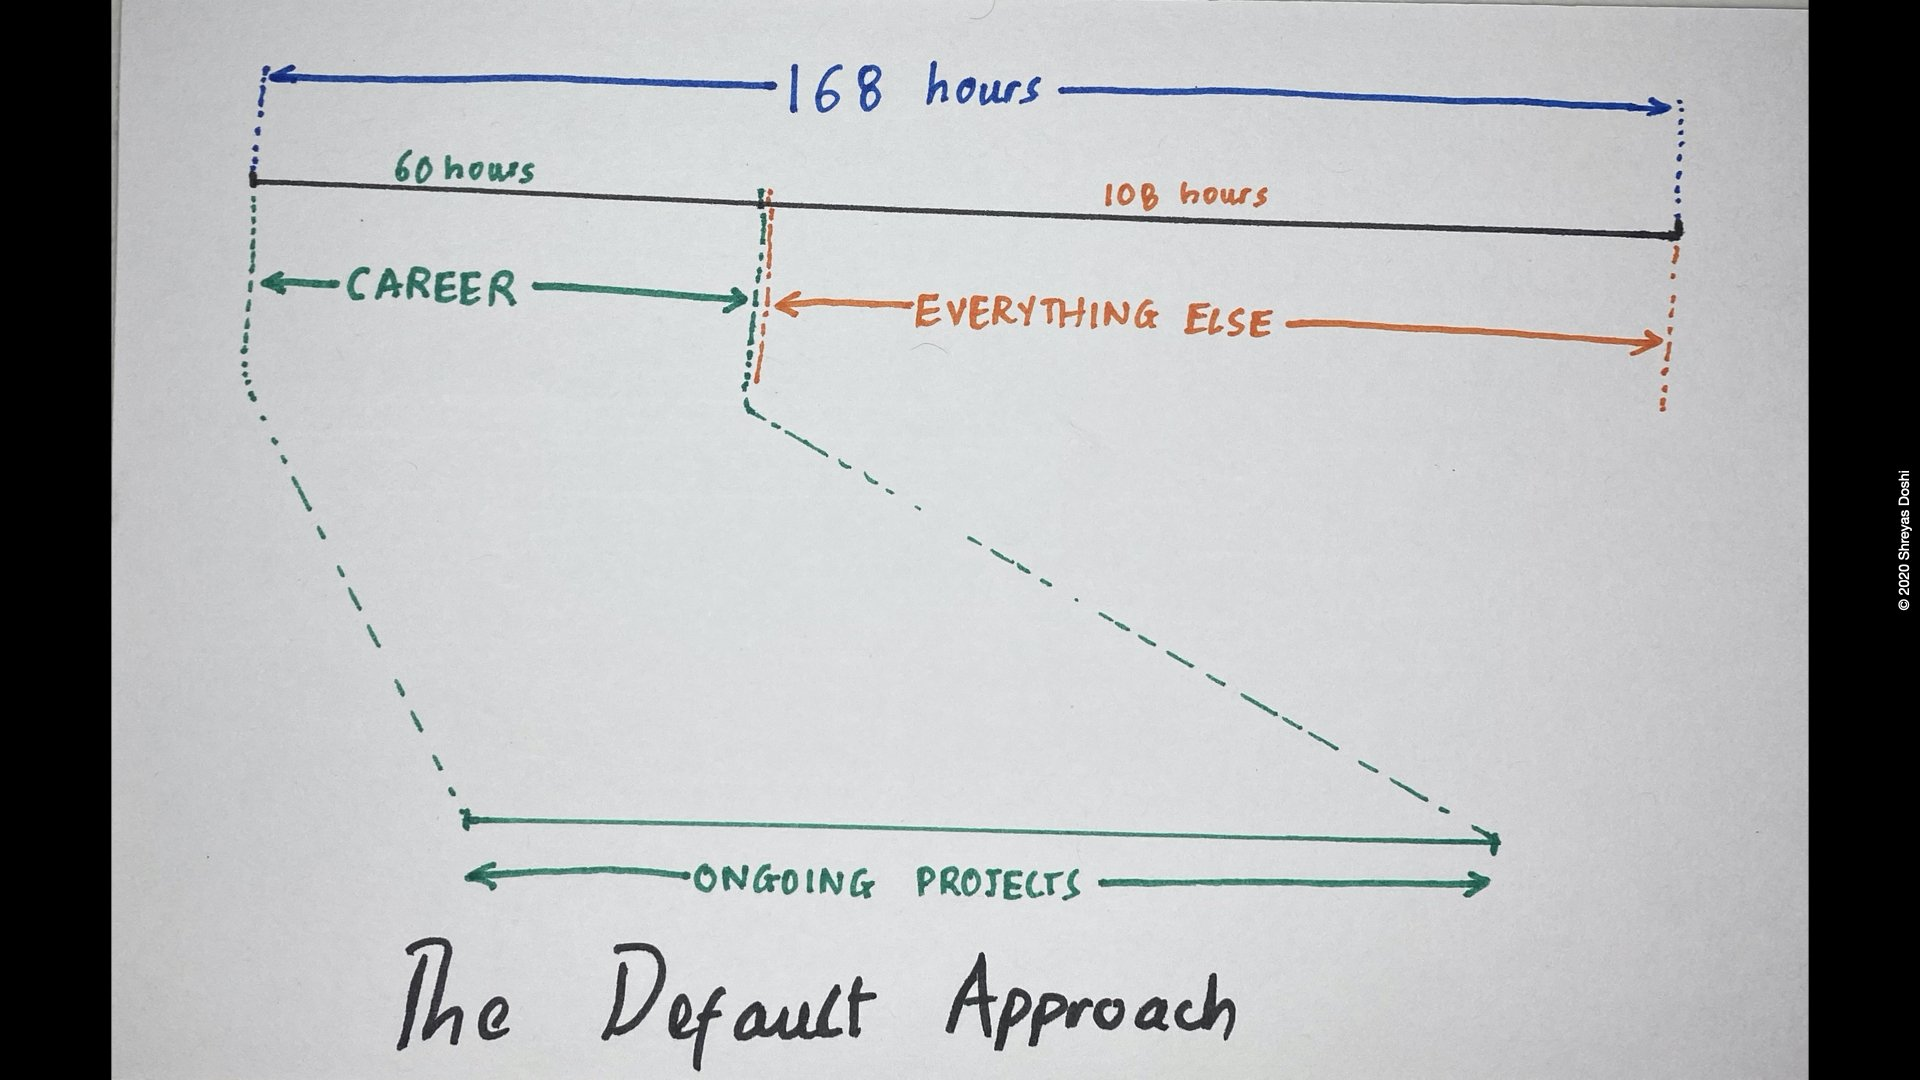 168 hours
60 hours
108 hours
CAREER
EVERYTHING ELSE
ONGOING PROJECTS
The Default Approach
© 2020 Shreyas Doshi